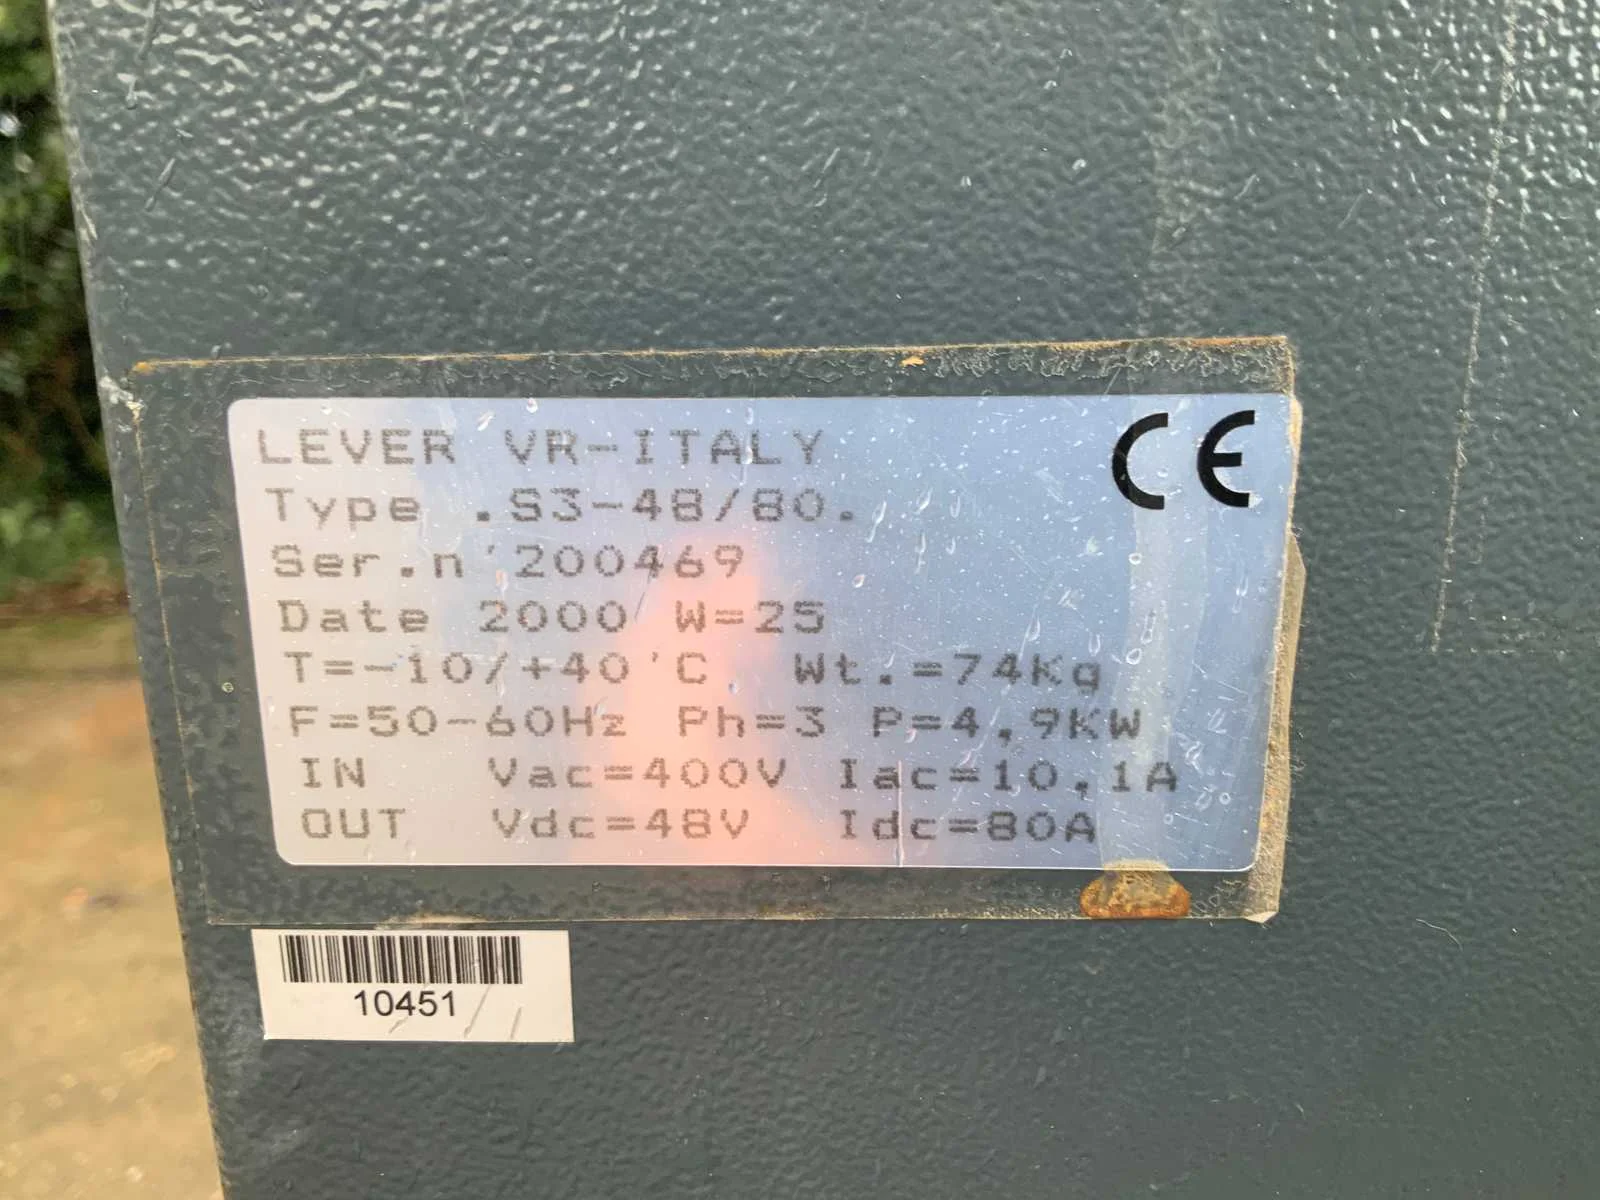 LEVER VR-ITALY CE
Type .S3-48/80.
Ser.n'200469
Date 2000 W=25
T=-10/+40'C Wt.=74Kg
F=50-60Hz Ph=3 P=4,9KW
IN Vac=400V Iac=10,1A
OUT Vdc=48V Idc=80A
10451